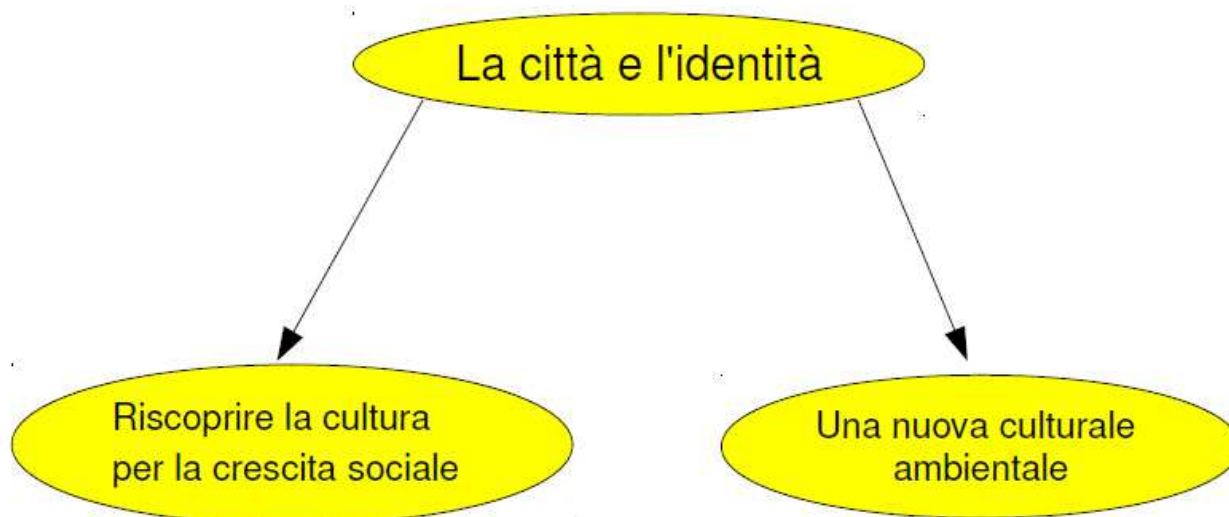 La città e l'identità
Riscoprire la cultura
per la crescita sociale
Una nuova culturale
ambientale